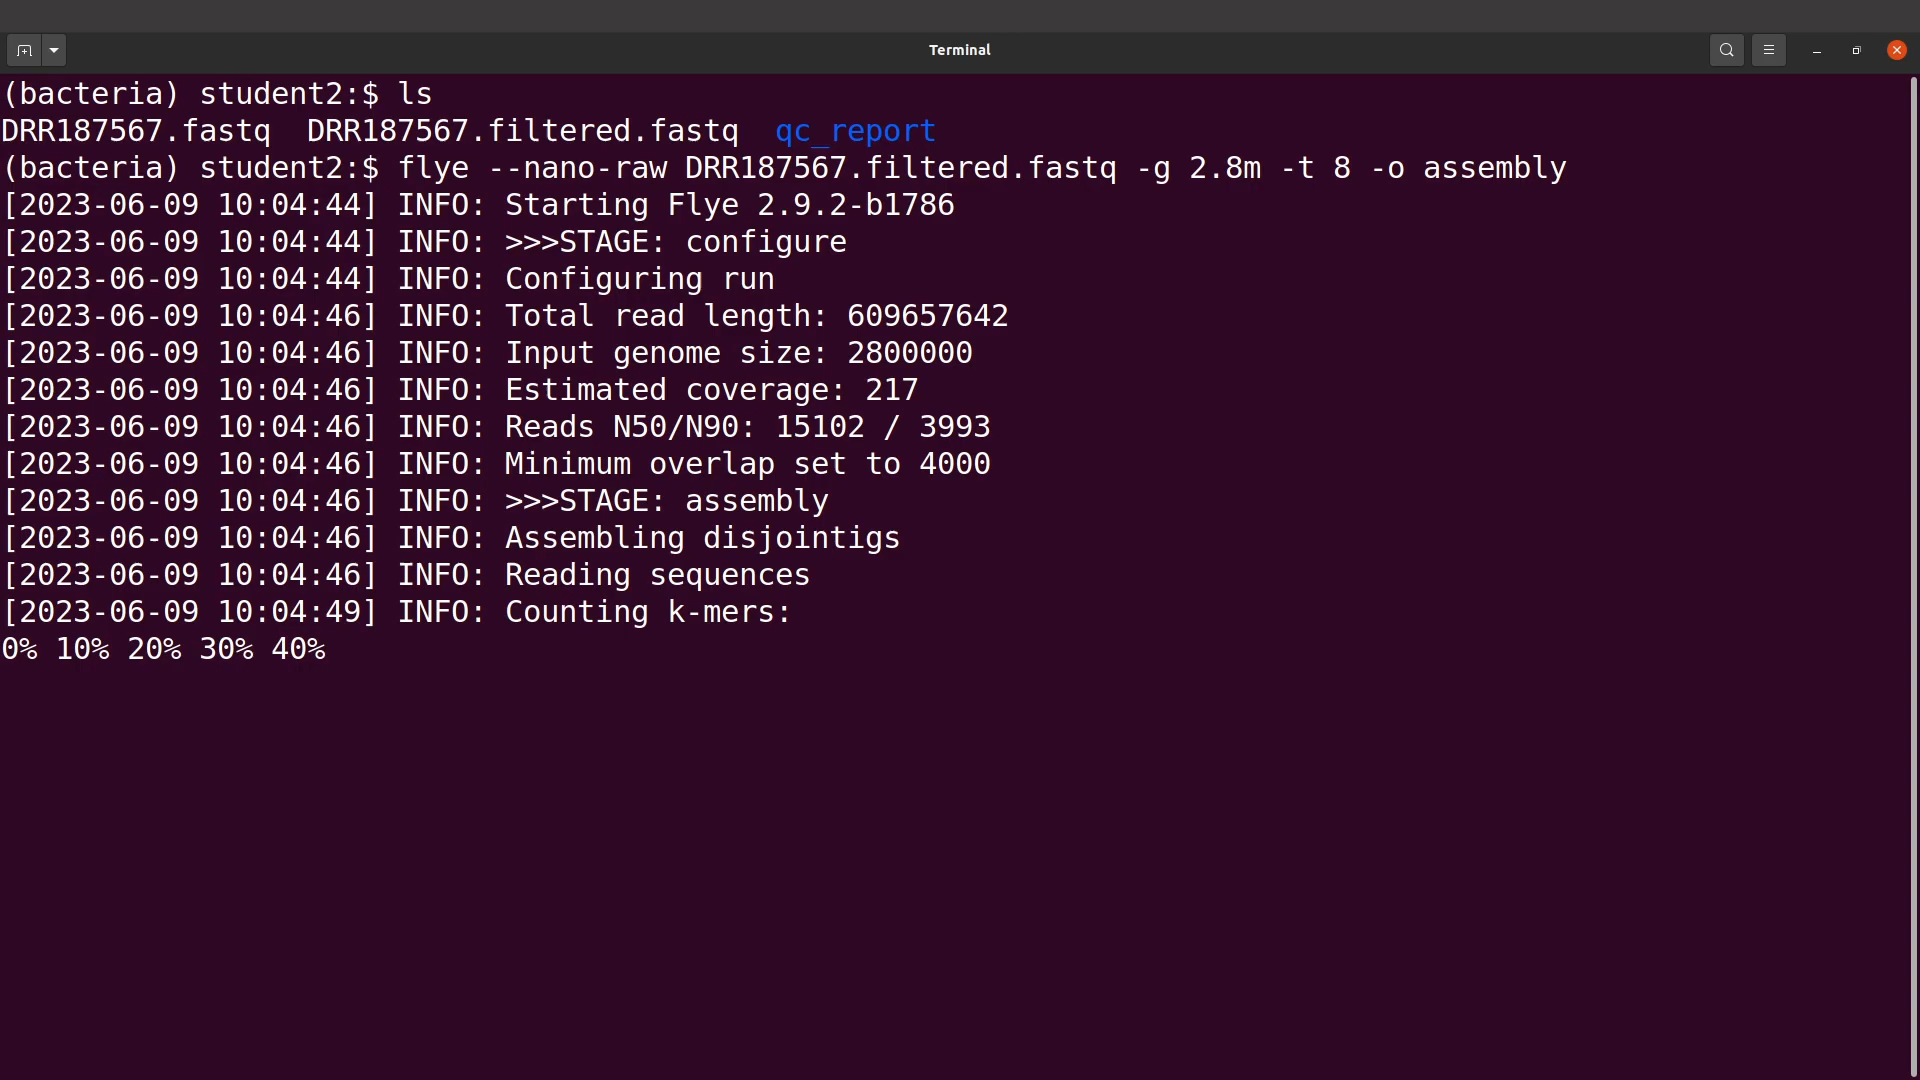 Terminal
(bacteria) student2:$ ls
DRR187567.fastq  DRR187567.filtered.fastq  qc_report
(bacteria) student2:$ flye --nano-raw DRR187567.filtered.fastq -g 2.8m -t 8 -o assembly
[2023-06-09 10:04:44] INFO: Starting Flye 2.9.2-b1786
[2023-06-09 10:04:44] INFO: >>>STAGE: configure
[2023-06-09 10:04:44] INFO: Configuring run
[2023-06-09 10:04:46] INFO: Total read length: 609657642
[2023-06-09 10:04:46] INFO: Input genome size: 2800000
[2023-06-09 10:04:46] INFO: Estimated coverage: 217
[2023-06-09 10:04:46] INFO: Reads N50/N90: 15102 / 3993
[2023-06-09 10:04:46] INFO: Minimum overlap set to 4000
[2023-06-09 10:04:46] INFO: >>>STAGE: assembly
[2023-06-09 10:04:46] INFO: Assembling disjointigs
[2023-06-09 10:04:46] INFO: Reading sequences
[2023-06-09 10:04:49] INFO: Counting k-mers:
0% 10% 20% 30% 40%